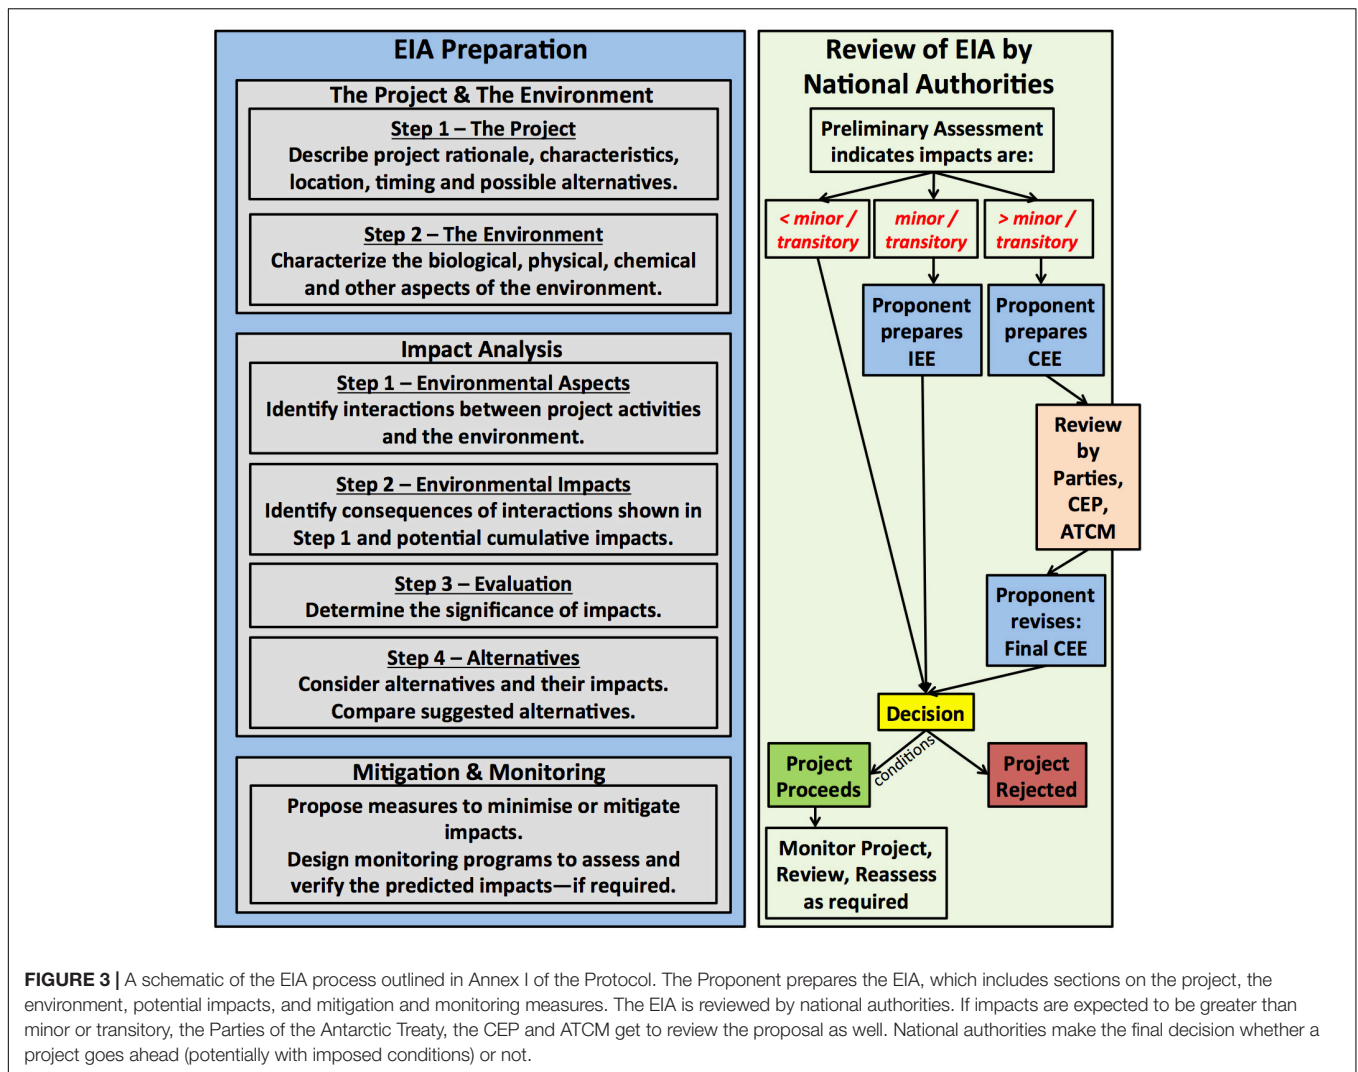 EIA Preparation
The Project & The Environment
Step 1 – The Project
Describe project rationale, characteristics,
location, timing and possible alternatives.
Step 2 – The Environment
Characterize the biological, physical, chemical
and other aspects of the environment.
Impact Analysis
Step 1 – Environmental Aspects
Identify interactions between project activities
and the environment.
Step 2 – Environmental Impacts
Identify consequences of interactions shown in
Step 1 and potential cumulative impacts.
Step 3 – Evaluation
Determine the significance of impacts.
Step 4 – Alternatives
Consider alternatives and their impacts.
Compare suggested alternatives.
Mitigation & Monitoring
Propose measures to minimise or mitigate
impacts.
Design monitoring programs to assess and
verify the predicted impacts—if required.
Review of EIA by
National Authorities
Preliminary Assessment
indicates impacts are:
< minor /
transitory
minor /
transitory
> minor /
transitory
Proponent
prepares
IEE
Proponent
prepares
CEE
Review
by
Parties,
CEP,
ATCM
Proponent
revises:
Final CEE
Decision
conditions
Project
Proceeds
Project
Rejected
Monitor Project,
Review, Reassess
as required
FIGURE 3 | A schematic of the EIA process outlined in Annex I of the Protocol. The Proponent prepares the EIA, which includes sections on the project, the
environment, potential impacts, and mitigation and monitoring measures. The EIA is reviewed by national authorities. If impacts are expected to be greater than
minor or transitory, the Parties of the Antarctic Treaty, the CEP and ATCM get to review the proposal as well. National authorities make the final decision whether a
project goes ahead (potentially with imposed conditions) or not.